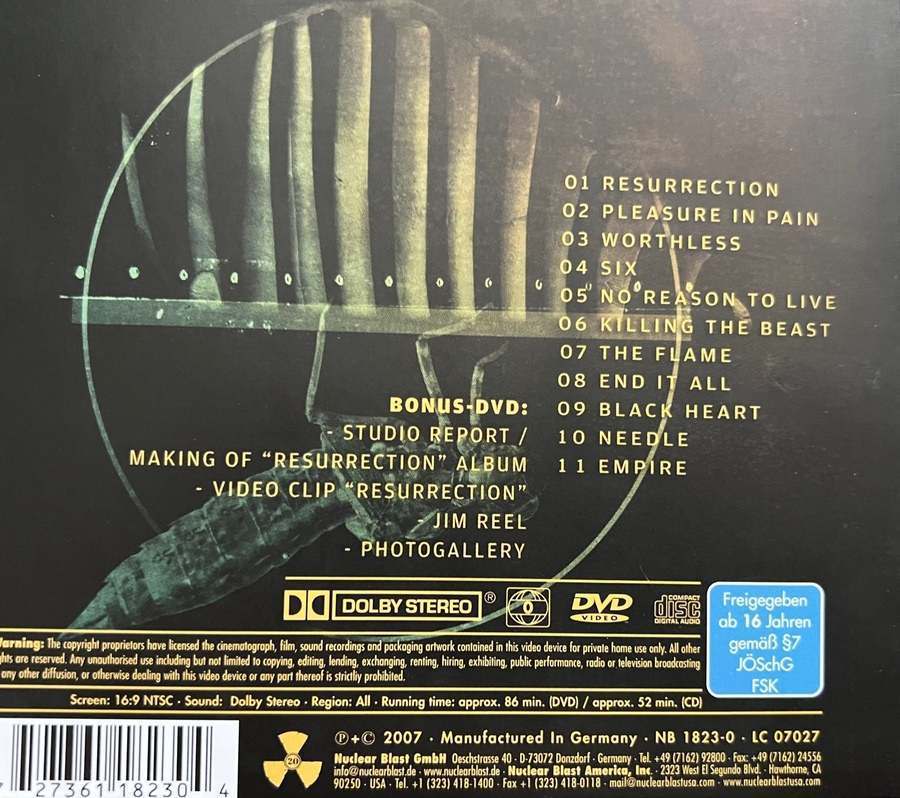 01 RESURRECTION
02 PLEASURE IN PAIN
03 WORTHLESS
04 SIX
05 NO REASON TO LIVE
06 KILLING THE BEAST
07 THE FLAME
08 END IT ALL
09 BLACK HEART
10 NEEDLE
11 EMPIRE
BONUS-DVD:
- STUDIO REPORT /
MAKING OF “RESURRECTION” ALBUM
- VIDEO CLIP “RESURRECTION”
- JIM REEL
- PHOTOGALLERY
DOLBY STEREO ®
DVD
VIDEO
COMPACT
disc
DIGITAL AUDIO
Freigegeben
ab 16 Jahren
gemäß §7
JÖSchG
FSK
Warning: The copyright proprietors have licensed the cinematograph, film, sound recordings and packaging artwork contained in this video device for private home use only. All other
ghts are reserved. Any unauthorised use including but not limited to copying, editing, lending, exchanging, renting, hiring, exhibiting, public performance, radio or television broadcasting
any other diffusion, or otherwise dealing with this video device or any part thereof is strictly prohibited.
Screen: 16:9 NTSC · Sound: Dolby Stereo · Region: All · Running time: approx. 86 min. (DVD) / approx. 52 min. (CD)
20
℗+© 2007 · Manufactured In Germany · NB 1823-0 · LC 07027
Nuclear Blast GmbH Oeschstrasse 40 · D-73072 Donzdorf · Germany · Tel. +49 (7162) 92800 · Fax: +49 (7162) 24556
info@nuclearblast.de · www.nuclearblast.de · Nuclear Blast America, Inc. 2323 West El Segundo Blvd. · Hawthorne, CA
90250 · USA · Tel. +1 (323) 418-1400 · Fax +1 (323) 418-0118 · mail@nuclearblastusa.com · www.nuclearblastusa.com
27361 18230 4